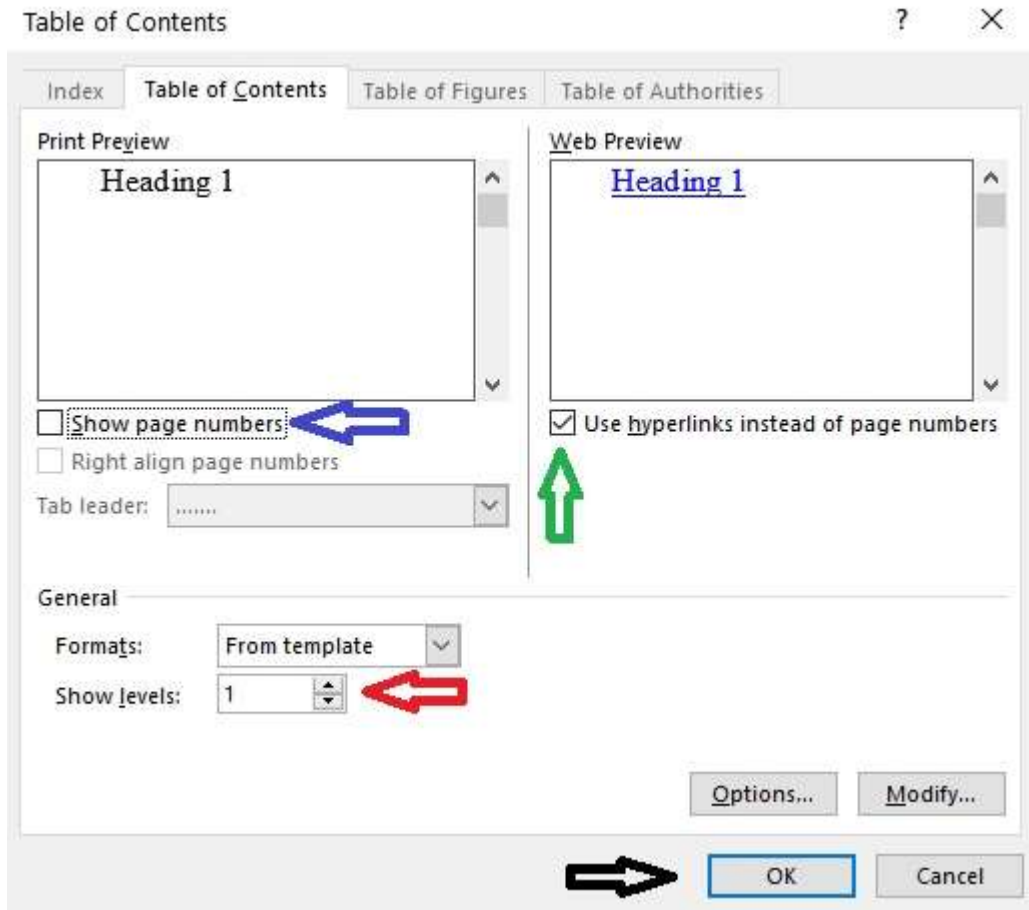 Table of Contents ? X
Index Table of Contents Table of Figures Table of Authorities
Print Preview
Heading 1
Web Preview
Heading 1
Show page numbers
Right align page numbers
Tab leader: .......
Use hyperlinks instead of page numbers
General
Formats: From template
Show levels: 1
Options... Modify...
OK Cancel